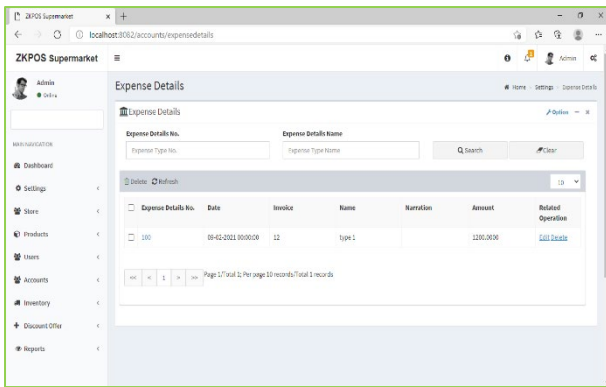 ZKPOS Supermarket
localhost:8082/accounts/expensedetails
ZKPOS Supermarket
Admin
Admin
Online
Expense Details
Home
Settings
Expense Details
MAIN NAVIGATION
Dashboard
Settings
Store
Products
Users
Accounts
Inventory
Discount Offer
Reports
Expense Details
Option
Expense Details No.
Expense Details Name
Expense Type No.
Expense Type Name
Search
Clear
Delete Refresh
10
Expense Details No. Date Invoice Name Narration Amount Related Operation
100 09-02-2021 00:00:00 12 type 1 1200.0000 Edit Delete
<< < 1 > >> Page 1/Total 1; Per page 10 records/Total 1 records